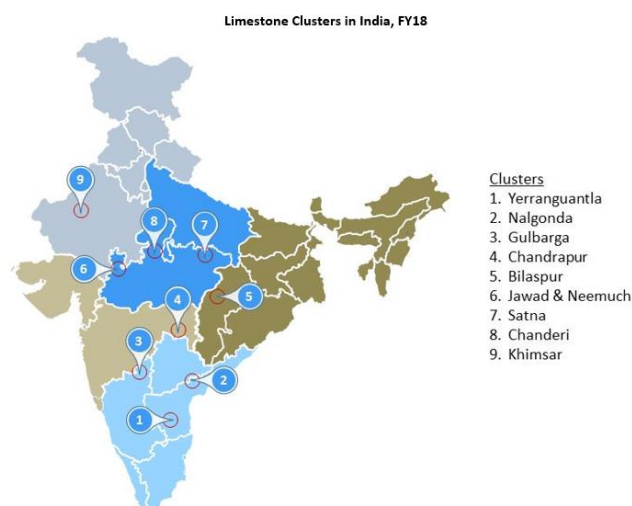 Limestone Clusters in India, FY18
9
8
7
6
5
4
3
2
1
Clusters
1. Yerranguantla
2. Nalgonda
3. Gulbarga
4. Chandrapur
5. Bilaspur
6. Jawad & Neemuch
7. Satna
8. Chanderi
9. Khimsar